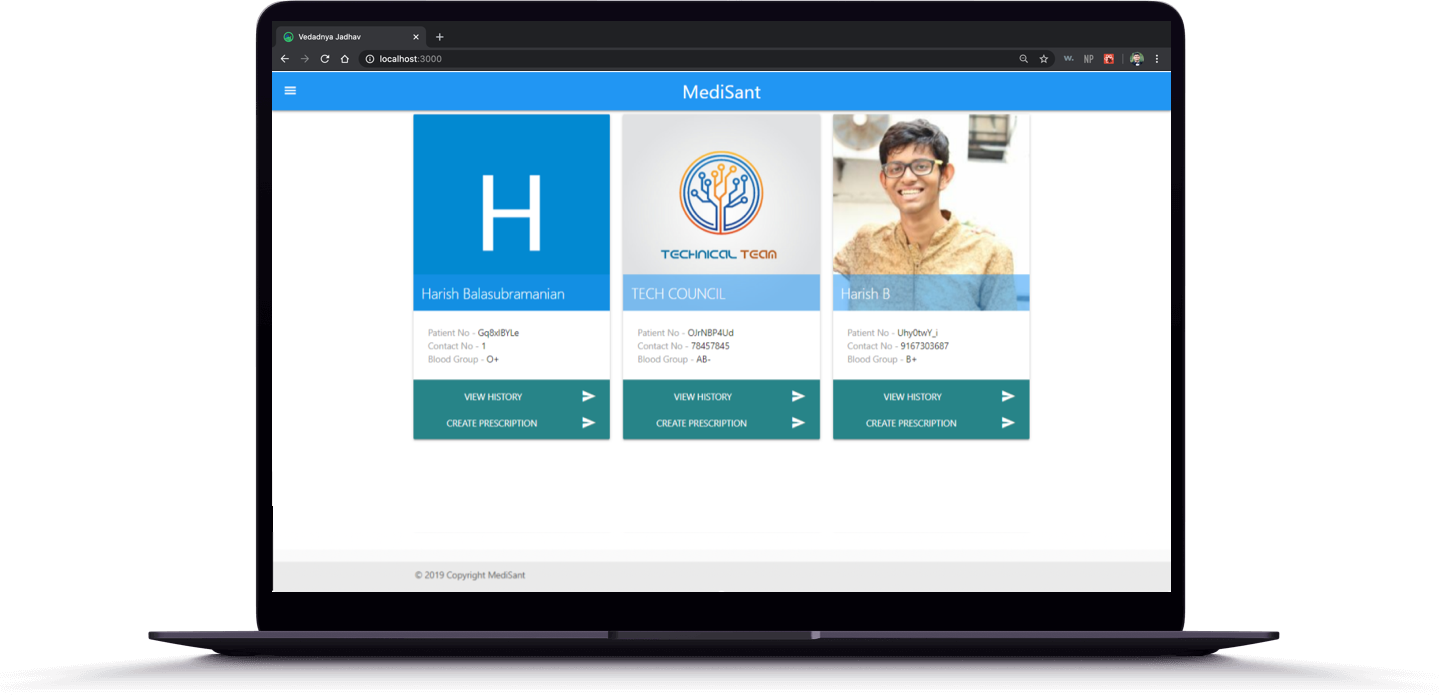 Vedadnya Jadhav
localhost:3000
W.
NP
MediSant
H
Harish Balasubramanian
Patient No - Gq8xlBYLe
Contact No - 1
Blood Group - O+
VIEW HISTORY
CREATE PRESCRIPTION
TECHNICAL TEAM
TECH COUNCIL
Patient No - OJrNBP4Ud
Contact No - 78457845
Blood Group - AB-
VIEW HISTORY
CREATE PRESCRIPTION
Harish B
Patient No - Uhy0twY_i
Contact No - 9167303687
Blood Group - B+
VIEW HISTORY
CREATE PRESCRIPTION
© 2019 Copyright MediSant